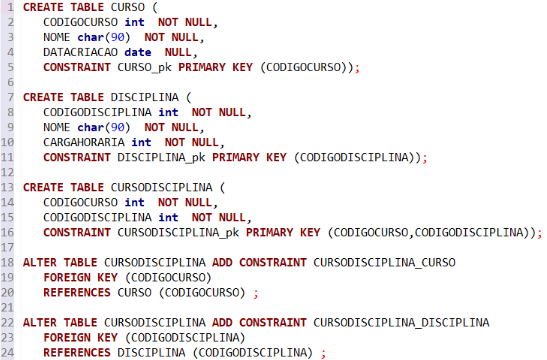 1 CREATE TABLE CURSO (
2 CODIGOCURSO int NOT NULL,
3 NOME char(90) NOT NULL,
4 DATACRIACAO date NULL,
5 CONSTRAINT CURSO_pk PRIMARY KEY (CODIGOCURSO));
6
7 CREATE TABLE DISCIPLINA (
8 CODIGODISCIPLINA int NOT NULL,
9 NOME char(90) NOT NULL,
10 CARGAHORARIA int NOT NULL,
11 CONSTRAINT DISCIPLINA_pk PRIMARY KEY (CODIGODISCIPLINA));
12
13 CREATE TABLE CURSODISCIPLINA (
14 CODIGOCURSO int NOT NULL,
15 CODIGODISCIPLINA int NOT NULL,
16 CONSTRAINT CURSODISCIPLINA_pk PRIMARY KEY (CODIGOCURSO,CODIGODISCIPLINA));
17
18 ALTER TABLE CURSODISCIPLINA ADD CONSTRAINT CURSODISCIPLINA_CURSO
19 FOREIGN KEY (CODIGOCURSO)
20 REFERENCES CURSO (CODIGOCURSO) ;
21
22 ALTER TABLE CURSODISCIPLINA ADD CONSTRAINT CURSODISCIPLINA_DISCIPLINA
23 FOREIGN KEY (CODIGODISCIPLINA)
24 REFERENCES DISCIPLINA (CODIGODISCIPLINA) ;